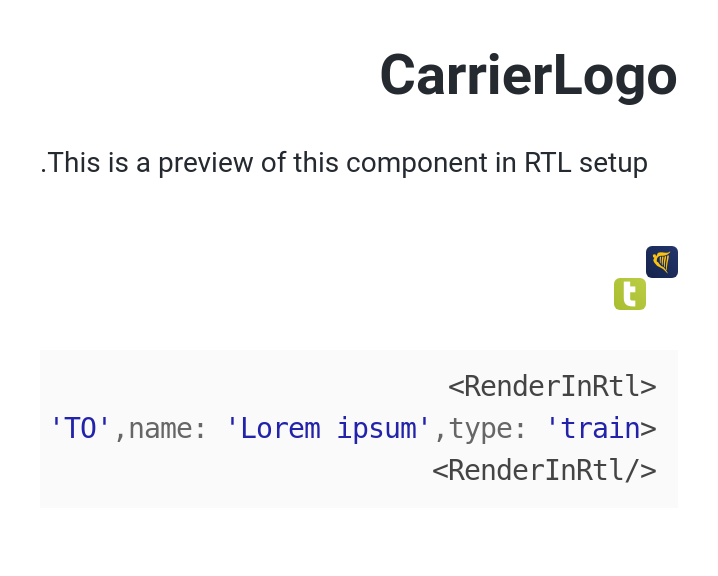 CarrierLogo
.This is a preview of this component in RTL setup
t
<RenderInRtl>
'TO',name: 'Lorem ipsum',type: 'train>
<RenderInRtl/>